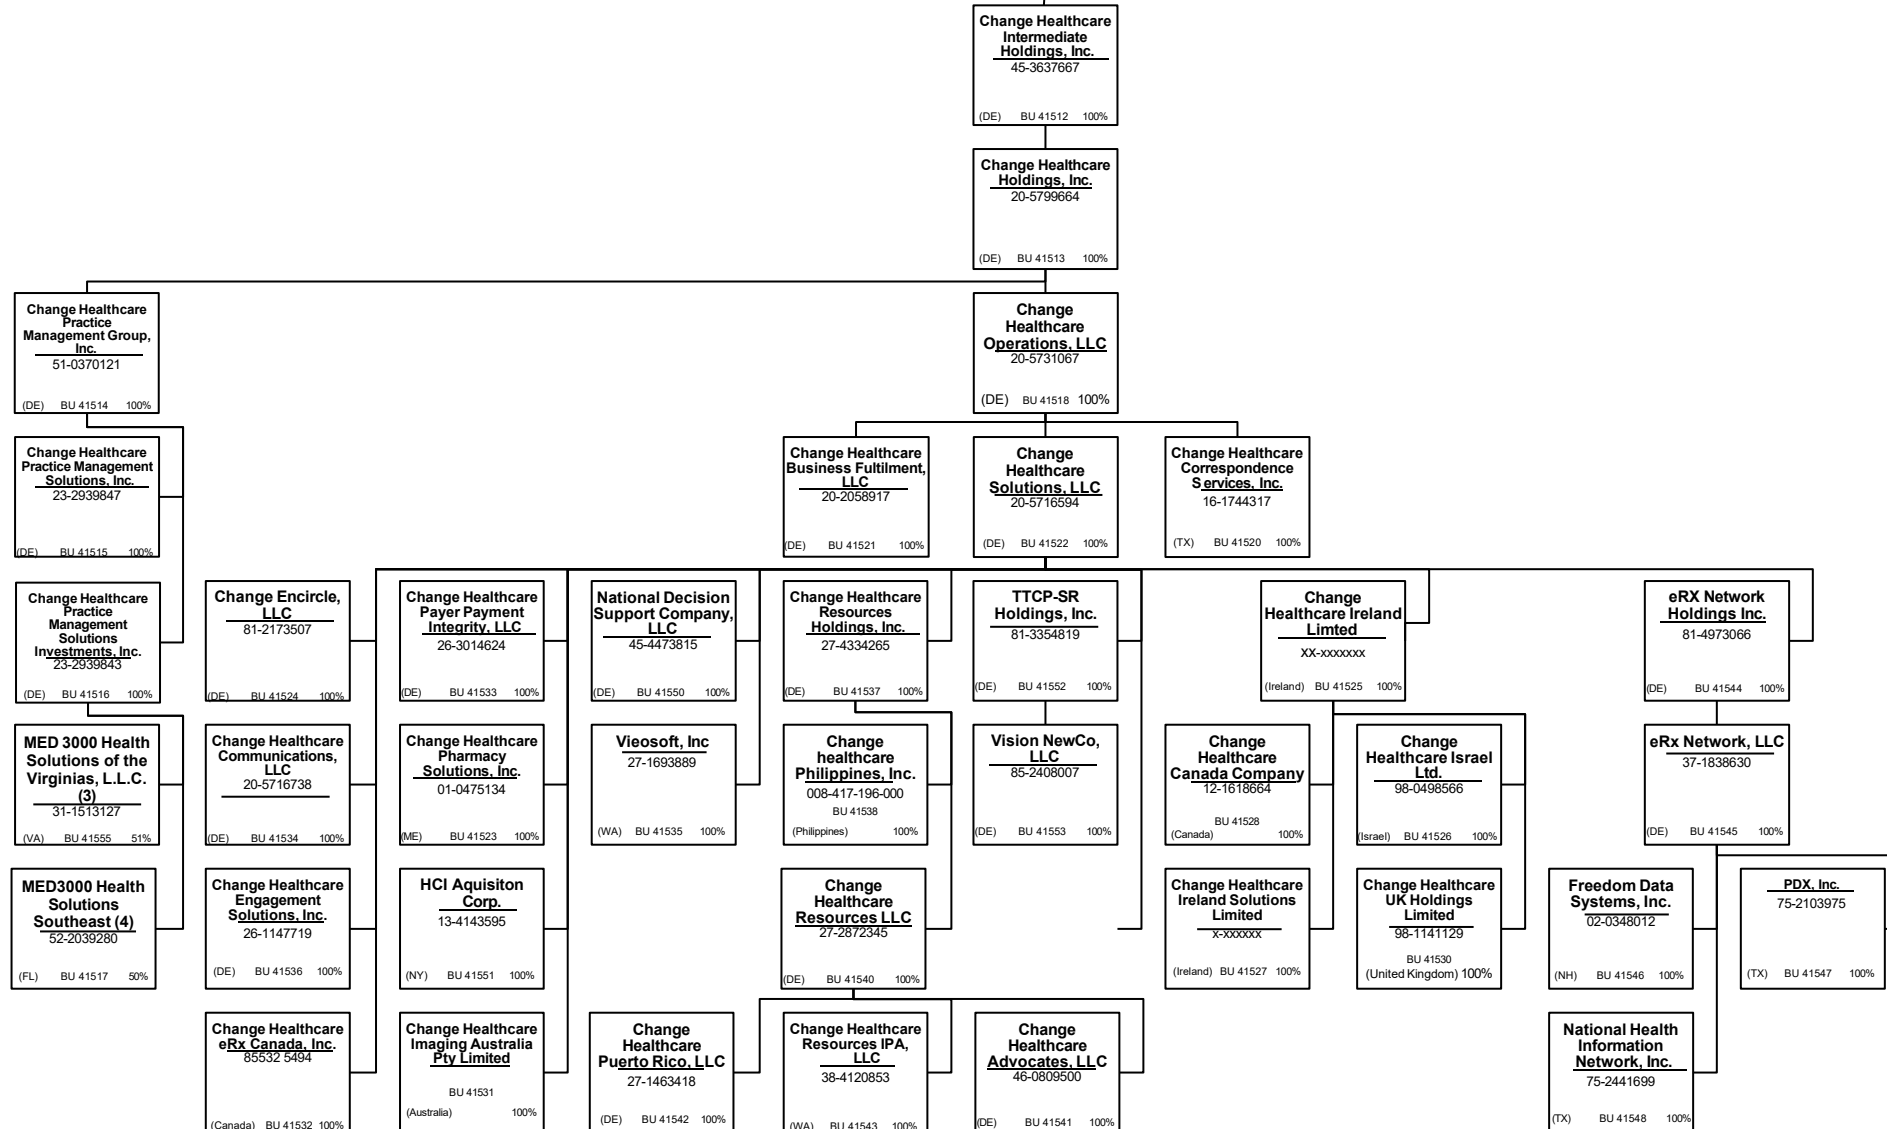 Change Healthcare
Intermediate
Holdings, Inc.
45-3637667
(DE) BU 41512 100%
Change Healthcare
Holdings, Inc.
20-5799664
(DE) BU 41513 100%
Change Healthcare
Practice
Management Group,
Inc.
51-0370121
(DE) BU 41514 100%
Change
Healthcare
Operations, LLC
20-5731067
(DE) BU 41518 100%
Change Healthcare
Practice Management
Solutions, Inc.
23-2939847
(DE) BU 41515 100%
Change Healthcare
Business Fultilment,
LLC
20-2058917
(DE) BU 41521 100%
Change
Healthcare
Solutions, LLC
20-5716594
(DE) BU 41522 100%
Change Healthcare
Correspondence
Services, Inc.
16-1744317
(TX) BU 41520 100%
Change Healthcare
Practice
Management
Solutions
Investments, Inc.
23-2939843
(DE) BU 41516 100%
Change Encircle,
LLC
81-2173507
(DE) BU 41524 100%
Change Healthcare
Payer Payment
Integrity, LLC
26-3014624
(DE) BU 41533 100%
National Decision
Support Company,
LLC
45-4473815
(DE) BU 41550 100%
Change Healthcare
Resources
Holdings, Inc.
27-4334265
(DE) BU 41537 100%
TTCP-SR
Holdings, Inc.
81-3354819
(DE) BU 41552 100%
Change
Healthcare Ireland
Limted
XX-xxxxxxx
(Ireland) BU 41525 100%
eRX Network
Holdings Inc.
81-4973066
(DE) BU 41544 100%
MED 3000 Health
Solutions of the
Virginias, L.L.C.
(3)
31-1513127
(VA) BU 41555 51%
Change Healthcare
Communications,
LLC
20-5716738
(DE) BU 41534 100%
Change Healthcare
Pharmacy
Solutions, Inc.
01-0475134
(ME) BU 41523 100%
Vieosoft, Inc
27-1693889
(WA) BU 41535 100%
Change
healthcare
Philippines, Inc.
008-417-196-000
BU 41538
(Philippines) 100%
Vision NewCo,
LLC
85-2408007
(DE) BU 41553 100%
Change
Healthcare
Canada Company
12-1618664
BU 41528
(Canada) 100%
Change
Healthcare Israel
Ltd.
98-0498566
(Israel) BU 41526 100%
eRx Network, LLC
37-1838630
(DE) BU 41545 100%
MED3000 Health
Solutions
Southeast (4)
52-2039280
(FL) BU 41517 50%
Change Healthcare
Engagement
Solutions, Inc.
26-1147719
(DE) BU 41536 100%
HCI Aquisiton
Corp.
13-4143595
(NY) BU 41551 100%
Change
Healthcare
Resources LLC
27-2872345
(DE) BU 41540 100%
Change Healthcare
Ireland Solutions
Limited
x-xxxxxx
(Ireland) BU 41527 100%
Change Healthcare
UK Holdings
Limited
98-1141129
BU 41530
(United Kingdom) 100%
Freedom Data
Systems, Inc.
02-0348012
(NH) BU 41546 100%
PDX, Inc.
75-2103975
(TX) BU 41547 100%
Change Healthcare
eRx Canada, Inc.
85532 5494
(Canada) BU 41532 100%
Change Healthcare
Imaging Australia
Pty Limited
BU 41531
(Australia) 100%
Change
Healthcare
Puerto Rico, LLC
27-1463418
(DE) BU 41542 100%
Change Healthcare
Resources IPA,
LLC
38-4120853
(WA) BU 41543 100%
Change
Healthcare
Advocates, LLC
46-0809500
(DE) BU 41541 100%
National Health
Information
Network, Inc.
75-2441699
(TX) BU 41548 100%